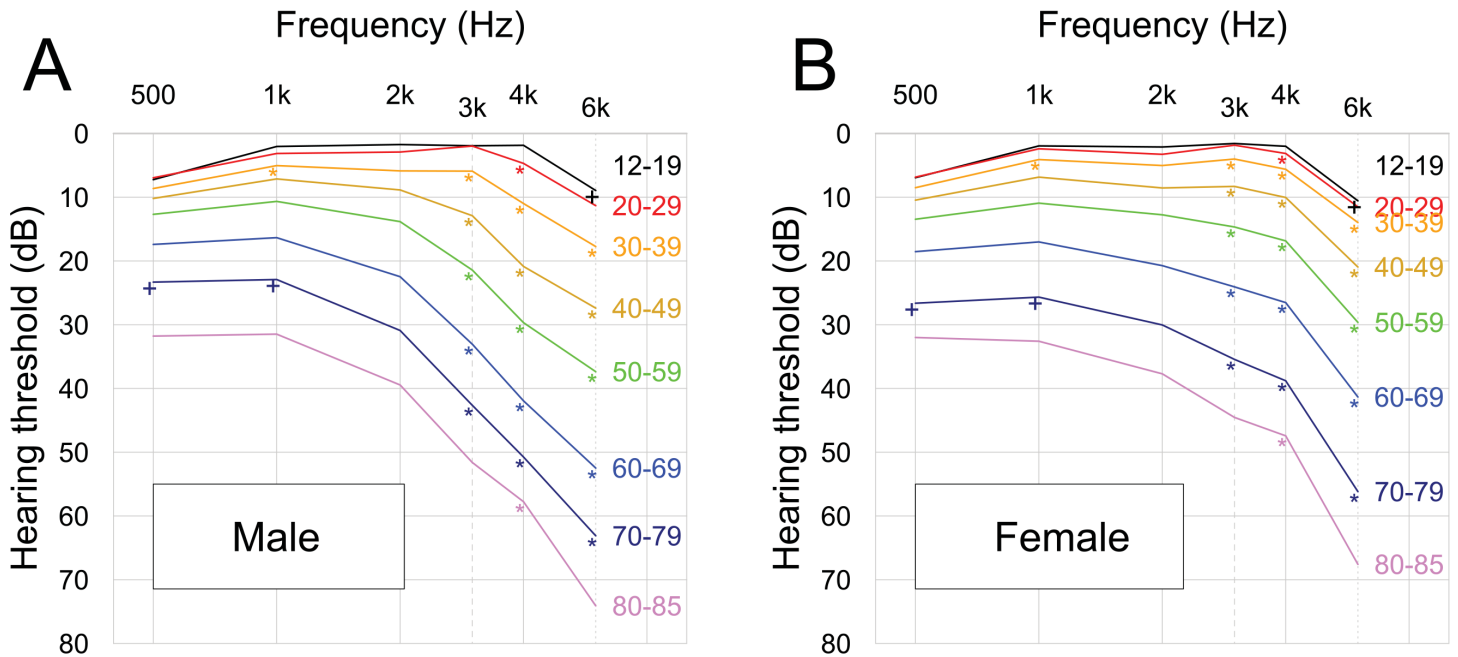 A
Frequency (Hz)
500 1k 2k 3k 4k 6k
Hearing threshold (dB)
0
10
20
30
40
50
60
70
80
12-19
20-29
30-39
40-49
50-59
60-69
70-79
80-85
+
* * *
* * * *
* * *
* * *
* * *
+ + * * *
*
Male
B
Frequency (Hz)
500 1k 2k 3k 4k 6k
Hearing threshold (dB)
0
10
20
30
40
50
60
70
80
12-19
20-29
30-39
40-49
50-59
60-69
70-79
80-85
Female